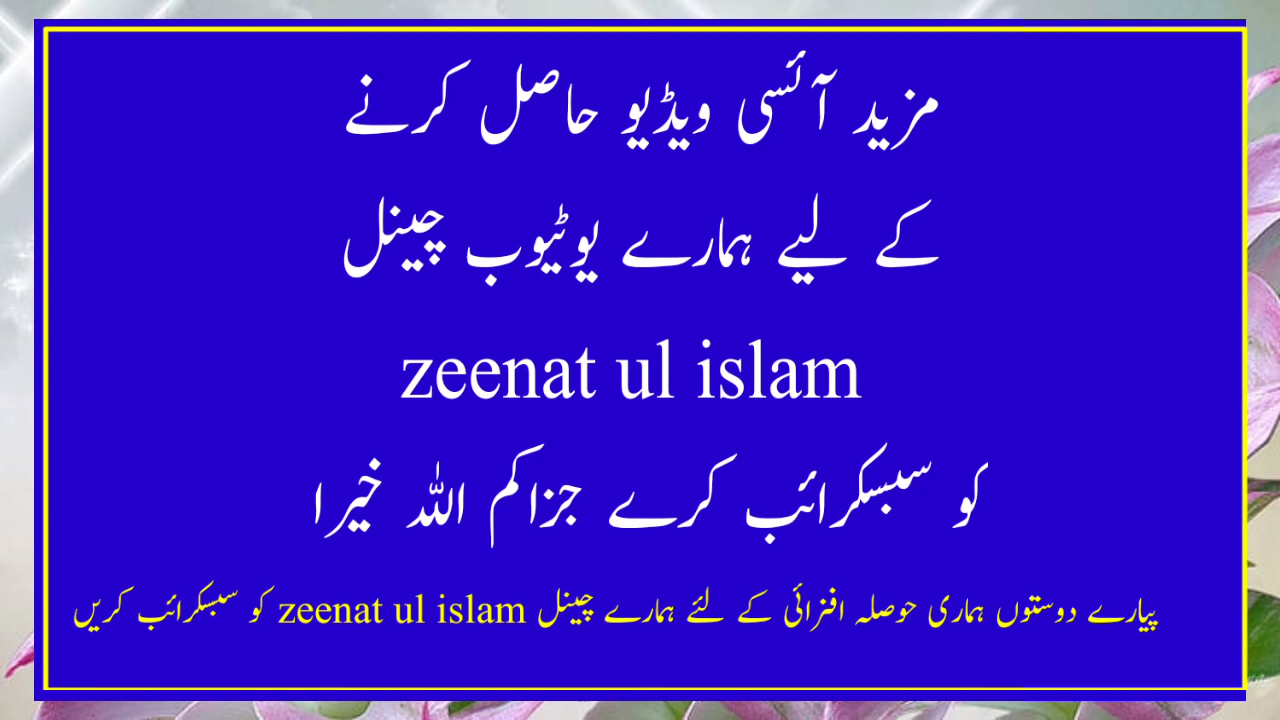 مزید آئسی ویڈیو حاصل کرنے
کے لیے ہمارے یوٹیوب چینل
zeenat ul islam
کو سبسکرائب کرے جزاکم اللہ خیرا
پیارے دوستوں ہماری حوصلہ افزائی کے لئے ہمارے چینل zeenat ul islam کو سبسکرائب کریں